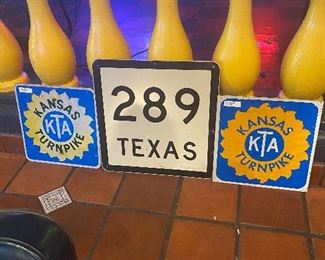 KANSAS
KTA
TURNPIKE
289
TEXAS
KANSAS
KTA
TURNPIKE